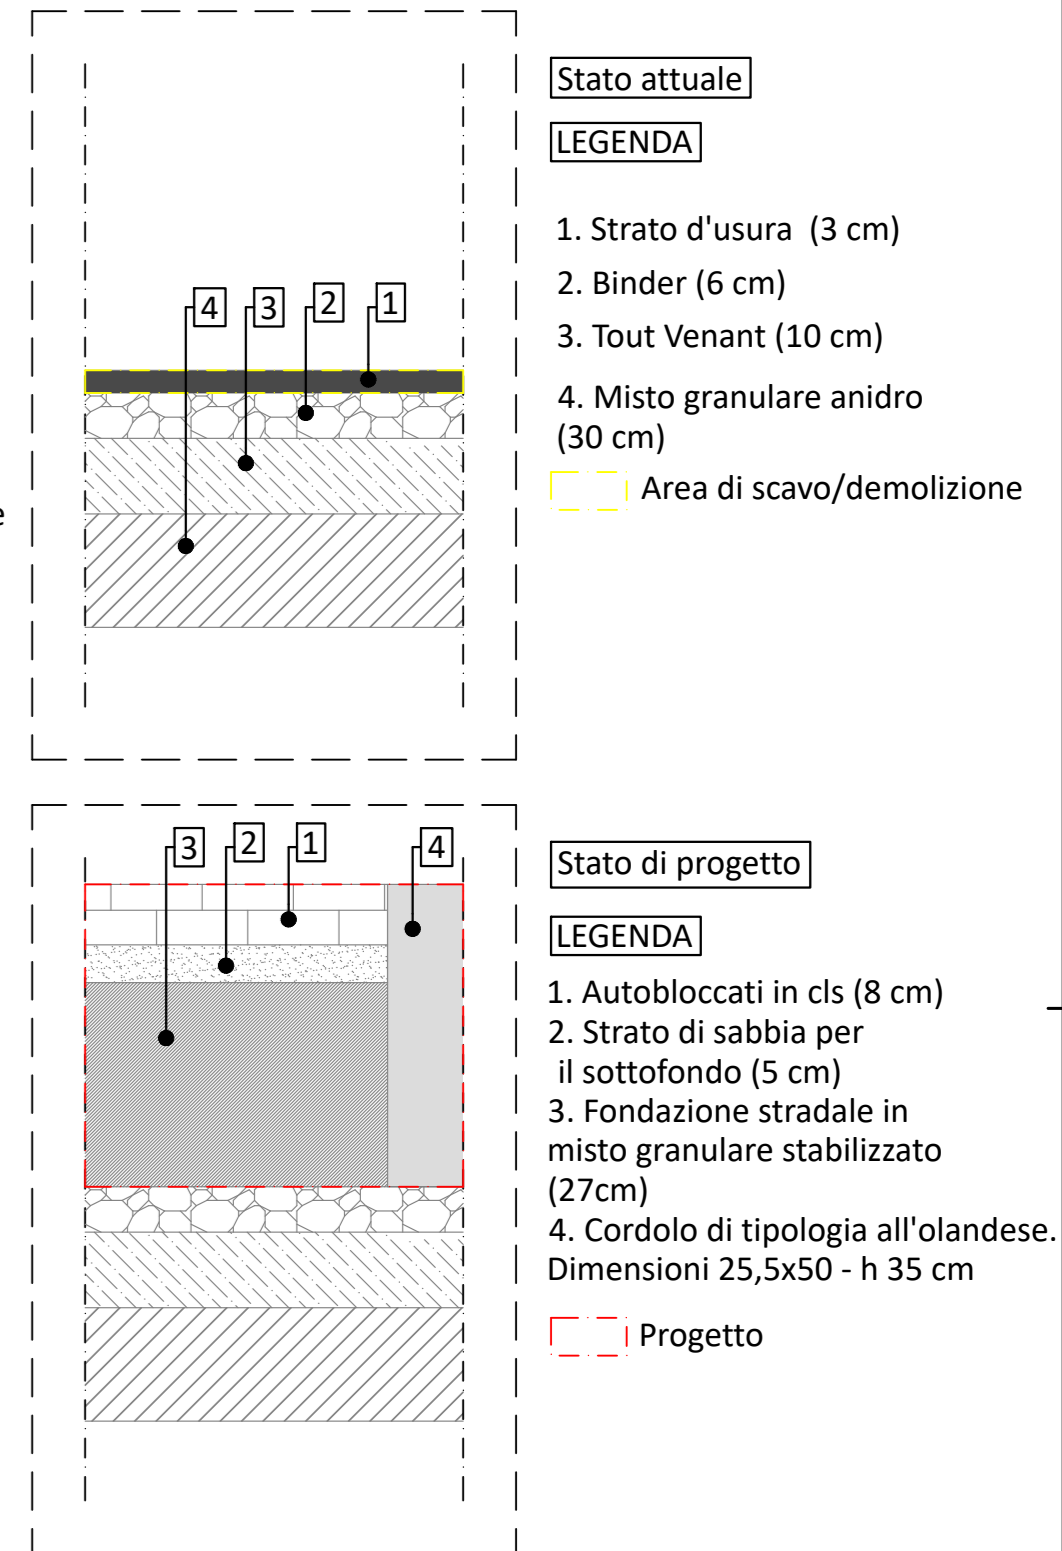 Stato attuale
LEGENDA
1. Strato d'usura (3 cm)
2. Binder (6 cm)
3. Tout Venant (10 cm)
4. Misto granulare anidro
(30 cm)
Area di scavo/demolizione
4 3 2 1
e
Stato di progetto
LEGENDA
1. Autobloccati in cls (8 cm)
2. Strato di sabbia per
il sottofondo (5 cm)
3. Fondazione stradale in
misto granulare stabilizzato
(27cm)
4. Cordolo di tipologia all'olandese.
Dimensioni 25,5x50 - h 35 cm
Progetto
3 2 1 4